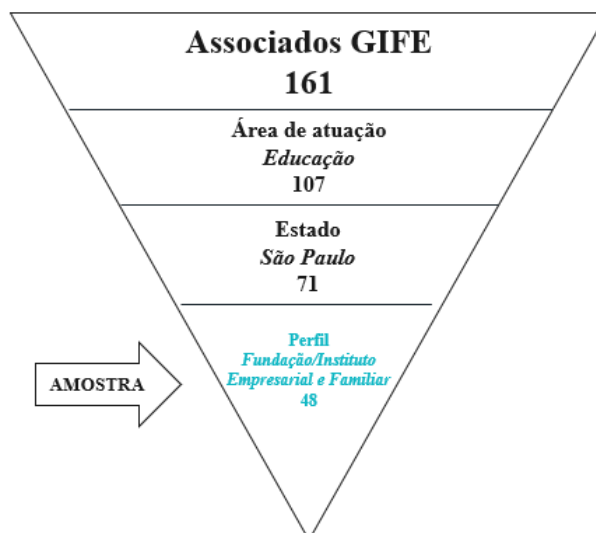 Associados GIFE
161
Área de atuação
Educação
107
Estado
São Paulo
71
Perfil
Fundação/Instituto
Empresarial e Familiar
48
AMOSTRA